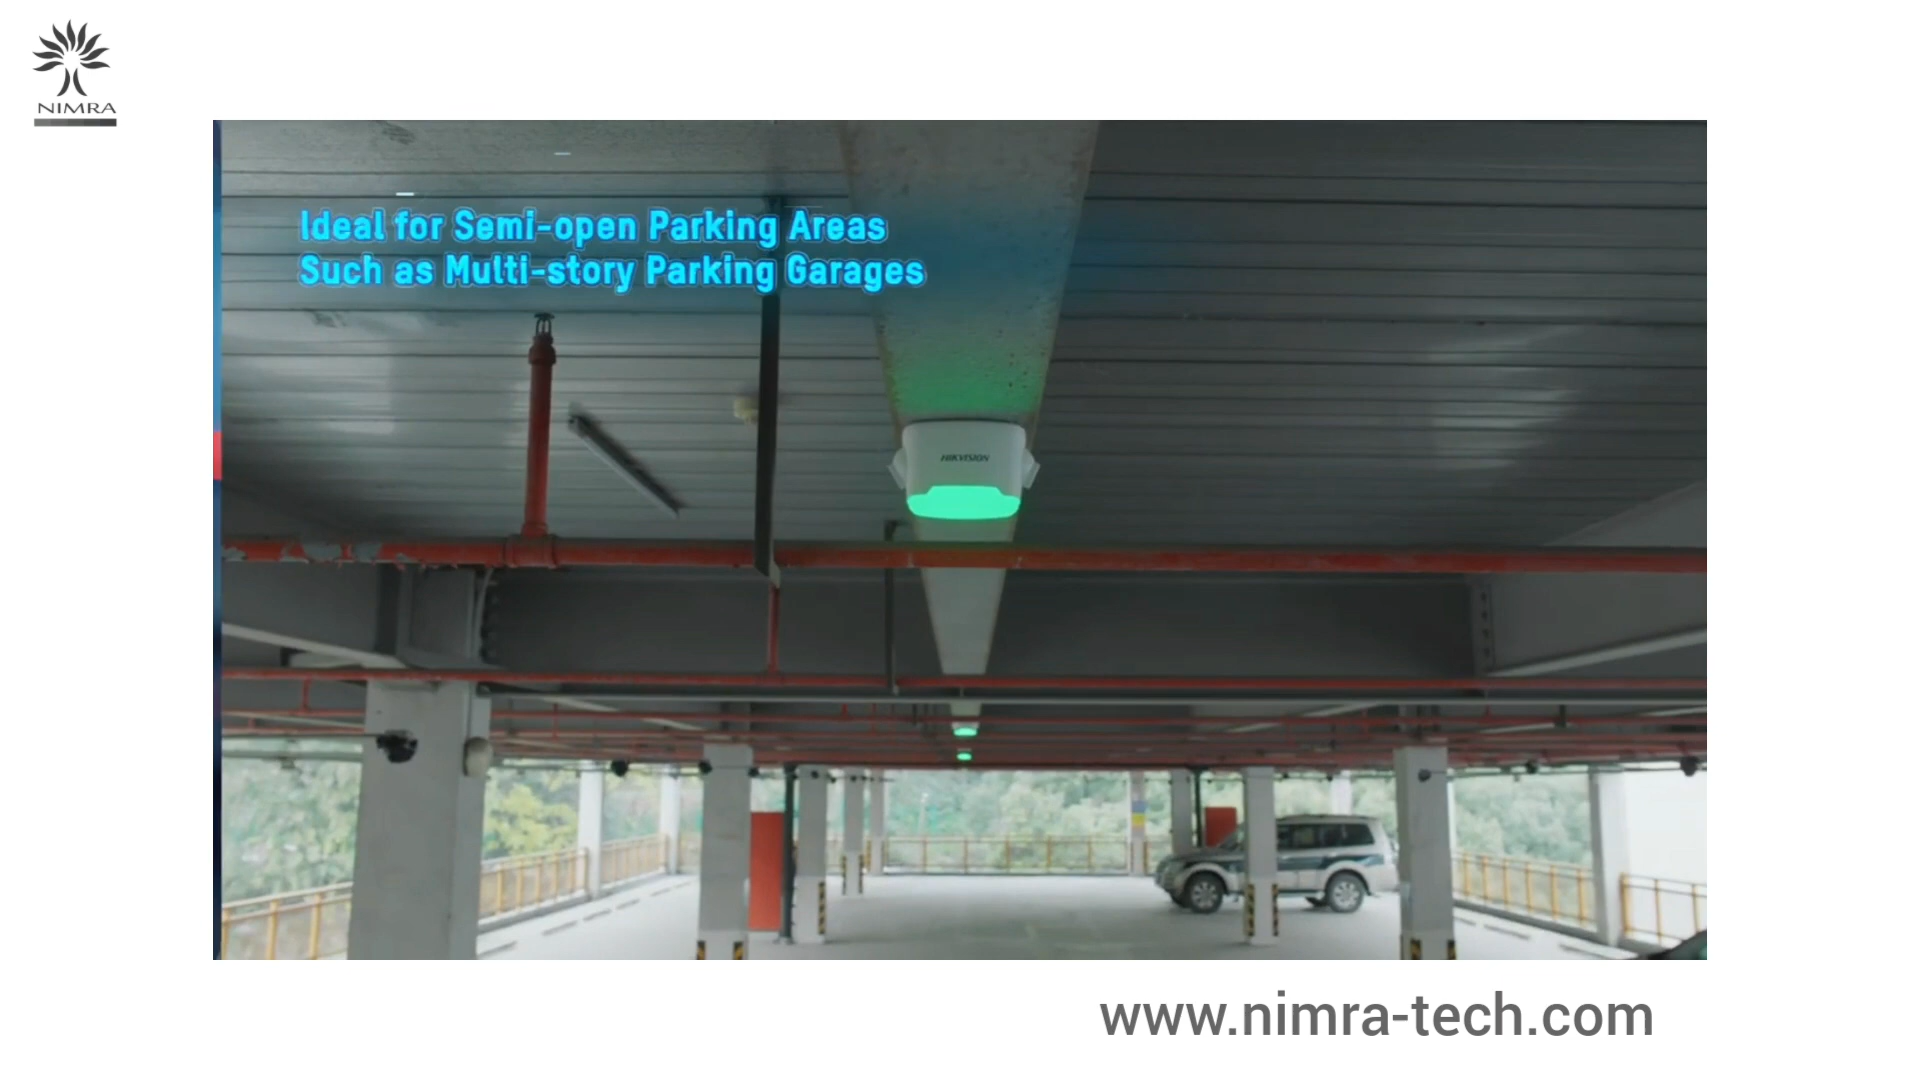 NIMRA
Ideal for Semi-open Parking Areas
Such as Multi-story Parking Garages
HIKVISION
www.nimra-tech.com